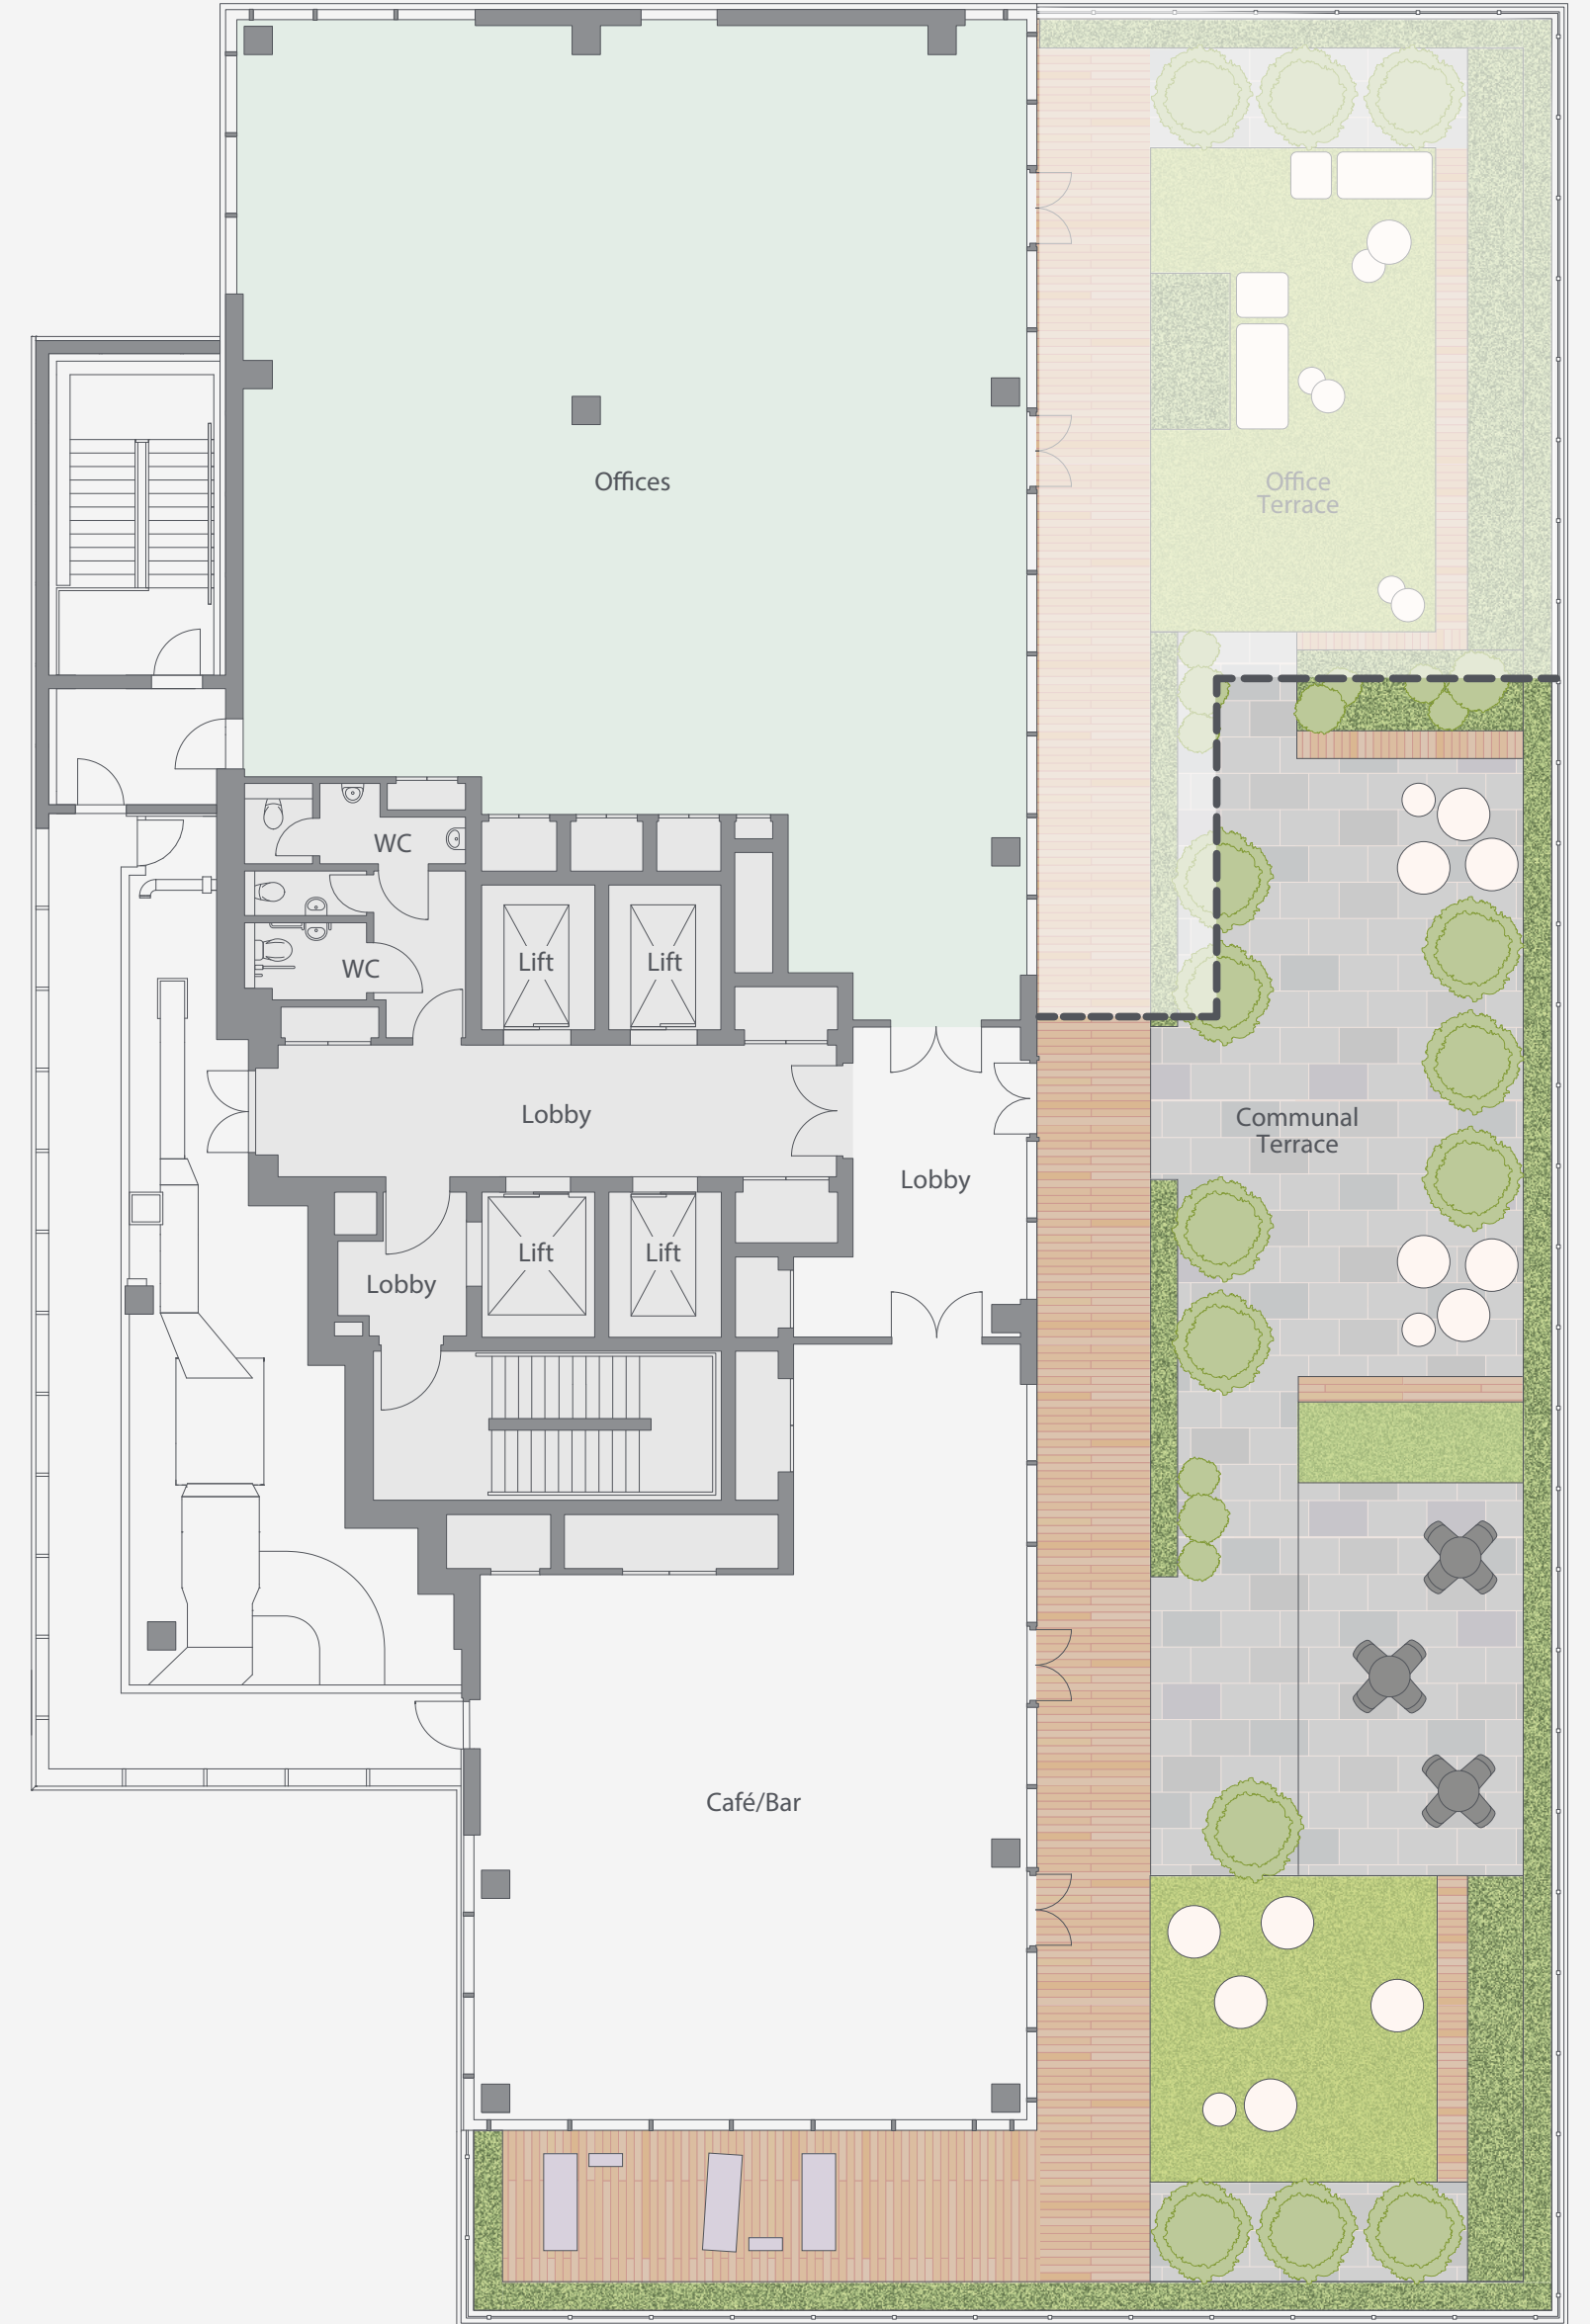 Offices
Office
Terrace
WC
WC
Lift
Lift
Lobby
Communal
Terrace
Lobby
Lift
Lift
Lobby
Café/Bar